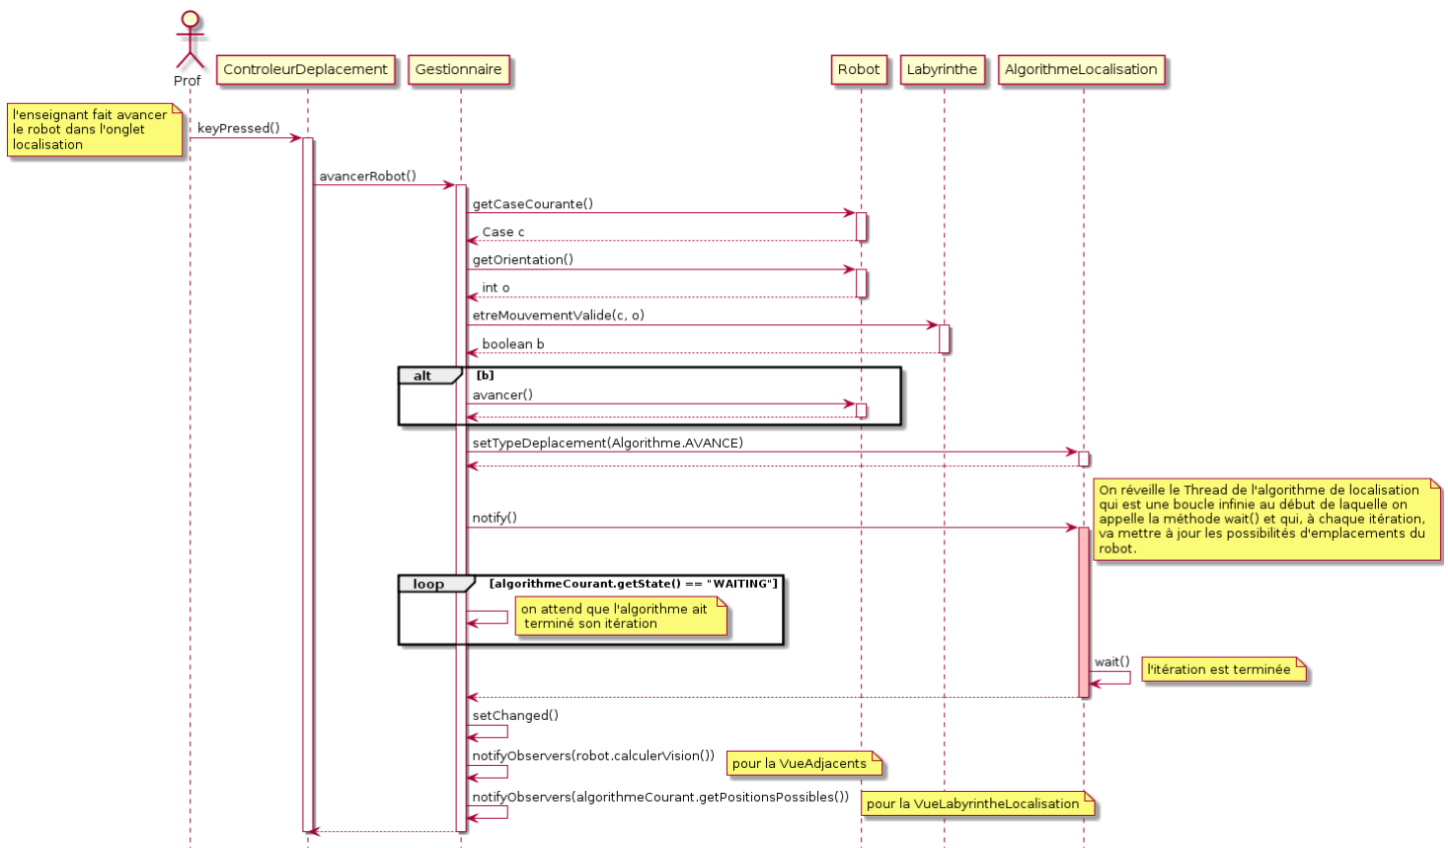 Prof
ControleurDeplacement
Gestionnaire
Robot
Labyrinthe
AlgorithmeLocalisation
l'enseignant fait avancer
le robot dans l'onglet
localisation
keyPressed()
avancerRobot()
getCaseCourante()
Case c
getOrientation()
int o
etreMouvementValide(c, o)
boolean b
alt [b]
avancer()
setTypeDeplacement(Algorithme.AVANCE)
On réveille le Thread de l'algorithme de localisation
qui est une boucle infinie au début de laquelle on
appelle la méthode wait() et qui, à chaque itération,
va mettre à jour les possibilités d'emplacements du
robot.
notify()
loop [algorithmeCourant.getState() == "WAITING"]
on attend que l'algorithme ait
terminé son itération
wait()
l'itération est terminée
setChanged()
notifyObservers(robot.calculerVision())
pour la VueAdjacents
notifyObservers(algorithmeCourant.getPositionsPossibles())
pour la VueLabyrintheLocalisation